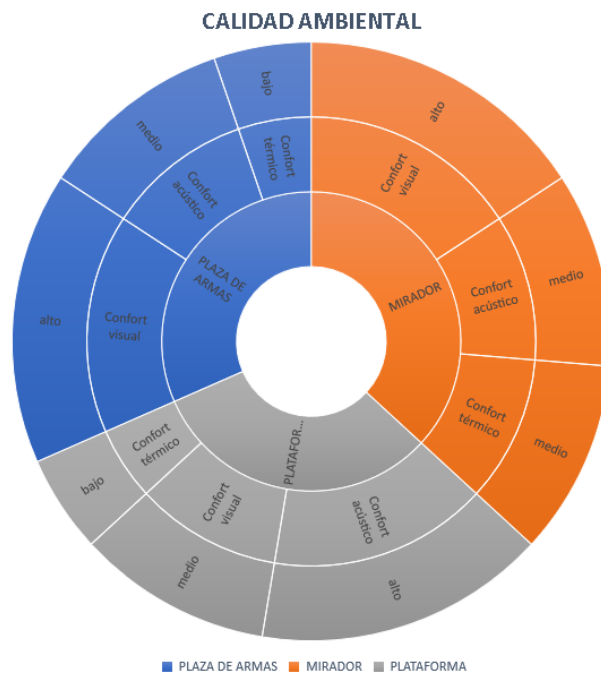 CALIDAD AMBIENTAL
bajo
medio
alto
Confort
térmico
Confort
acústico
Confort
visual
PLAZA DE
ARMAS
alto
Confort
visual
MIRADOR
Confort
acústico
medio
Confort
térmico
medio
PLATAFOR...
Confort
térmico
bajo
Confort
visual
medio
Confort
acústico
alto
PLAZA DE ARMAS
MIRADOR
PLATAFORMA